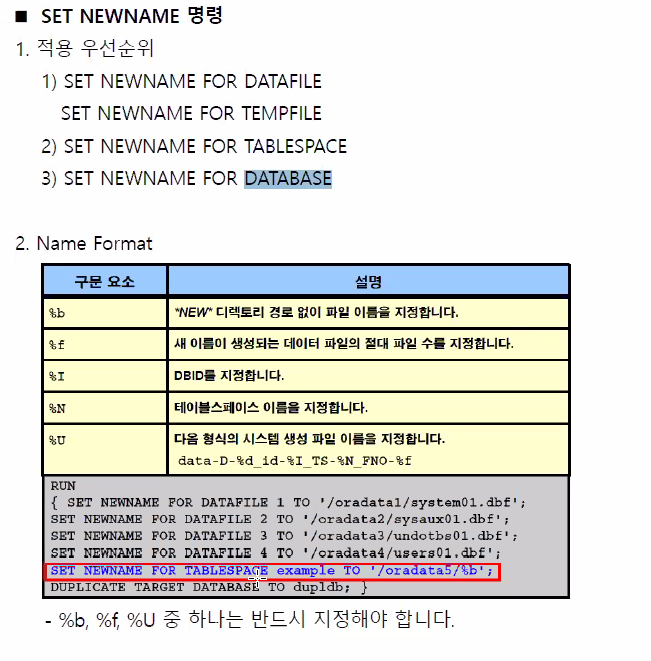 ■ SET NEWNAME 명령
1. 적용 우선순위
1) SET NEWNAME FOR DATAFILE
SET NEWNAME FOR TEMPFILE
2) SET NEWNAME FOR TABLESPACE
3) SET NEWNAME FOR DATABASE
2. Name Format
구문 요소 설명
%b *NEW* 디렉토리 경로 없이 파일 이름을 지정합니다.
%f 새 이름이 생성되는 데이터 파일의 절대 파일 수를 지정합니다.
%I DBID를 지정합니다.
%N 테이블스페이스 이름을 지정합니다.
%U 다음 형식의 시스템 생성 파일 이름을 지정합니다.
data-D-%d_id-%I_TS-%N_FNO-%f
RUN
{ SET NEWNAME FOR DATAFILE 1 TO '/oradata1/system01.dbf';
SET NEWNAME FOR DATAFILE 2 TO '/oradata2/sysaux01.dbf';
SET NEWNAME FOR DATAFILE 3 TO '/oradata3/undotbs01.dbf';
SET NEWNAME FOR DATAFILE 4 TO '/oradata4/users01.dbf';
SET NEWNAME FOR TABLESPACE example TO '/oradata5/%b';
DUPLICATE TARGET DATABASE TO dupldb; }
- %b, %f, %U 중 하나는 반드시 지정해야 합니다.